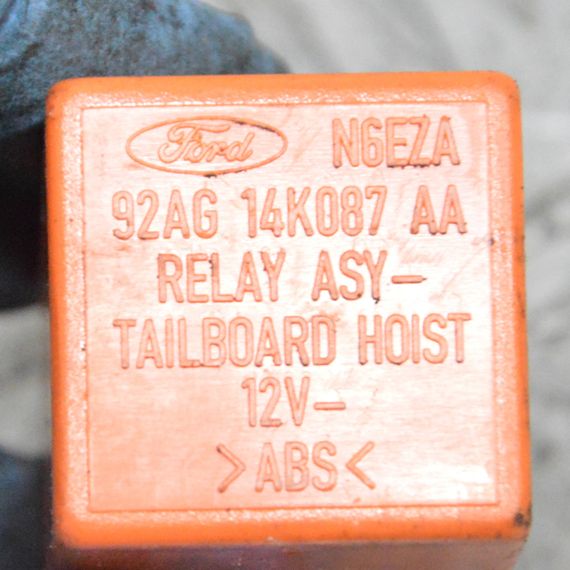 Ford N6EZA
92AG 14K087 AA
RELAY ASY-
TAILBOARD HOIST
12V-
>ABS<